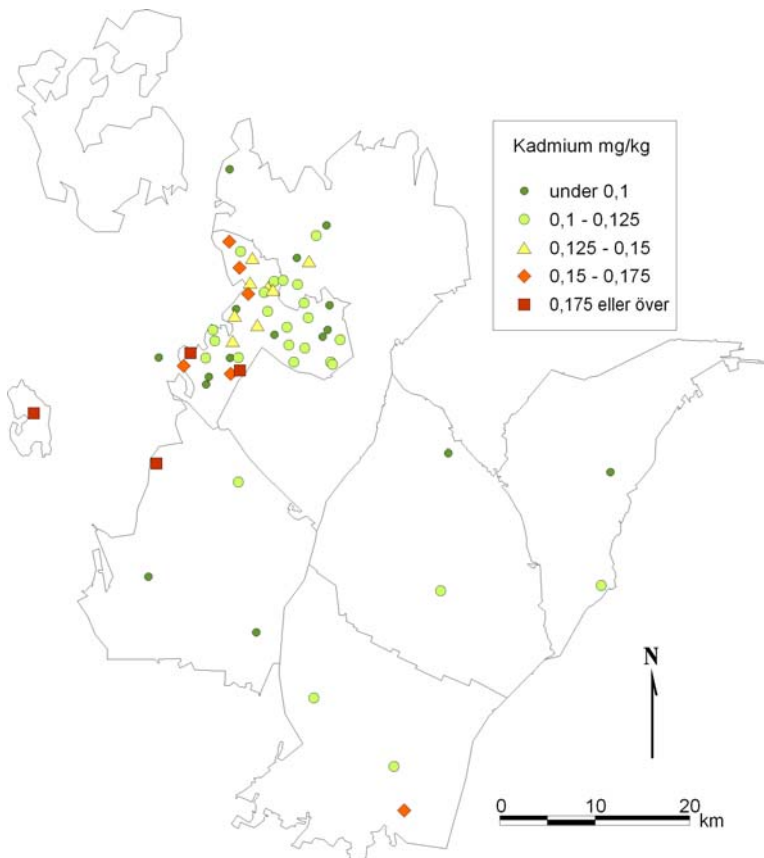 Kadmium mg/kg
under 0,1
0,1 - 0,125
0,125 - 0,15
0,15 - 0,175
0,175 eller över
N
0 10 20
km